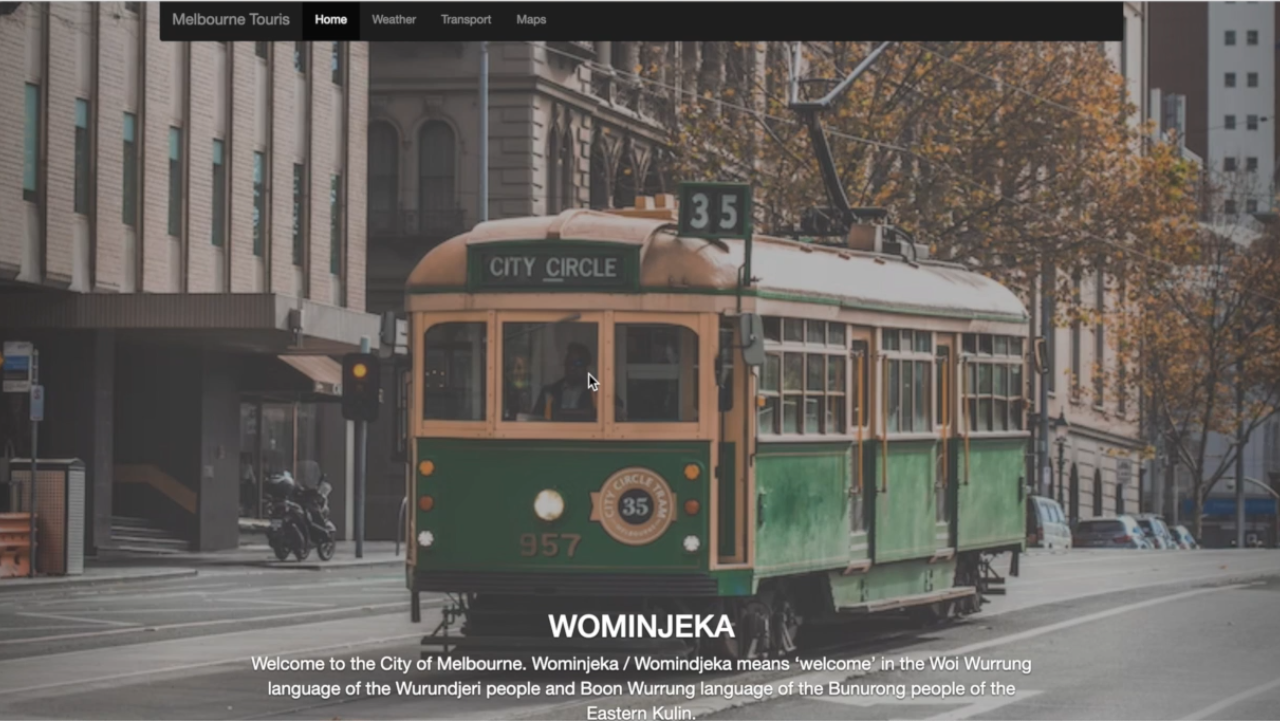 Melbourne Touris
Home
Weather
Transport
Maps
35
CITY CIRCLE
CITY CIRCLE TRAM
35
957
WOMINJEKA
Welcome to the City of Melbourne. Wominjeka / Womindjeka means ‘welcome’ in the Woi Wurrung
language of the Wurundjeri people and Boon Wurrung language of the Bunurong people of the
Eastern Kulin.